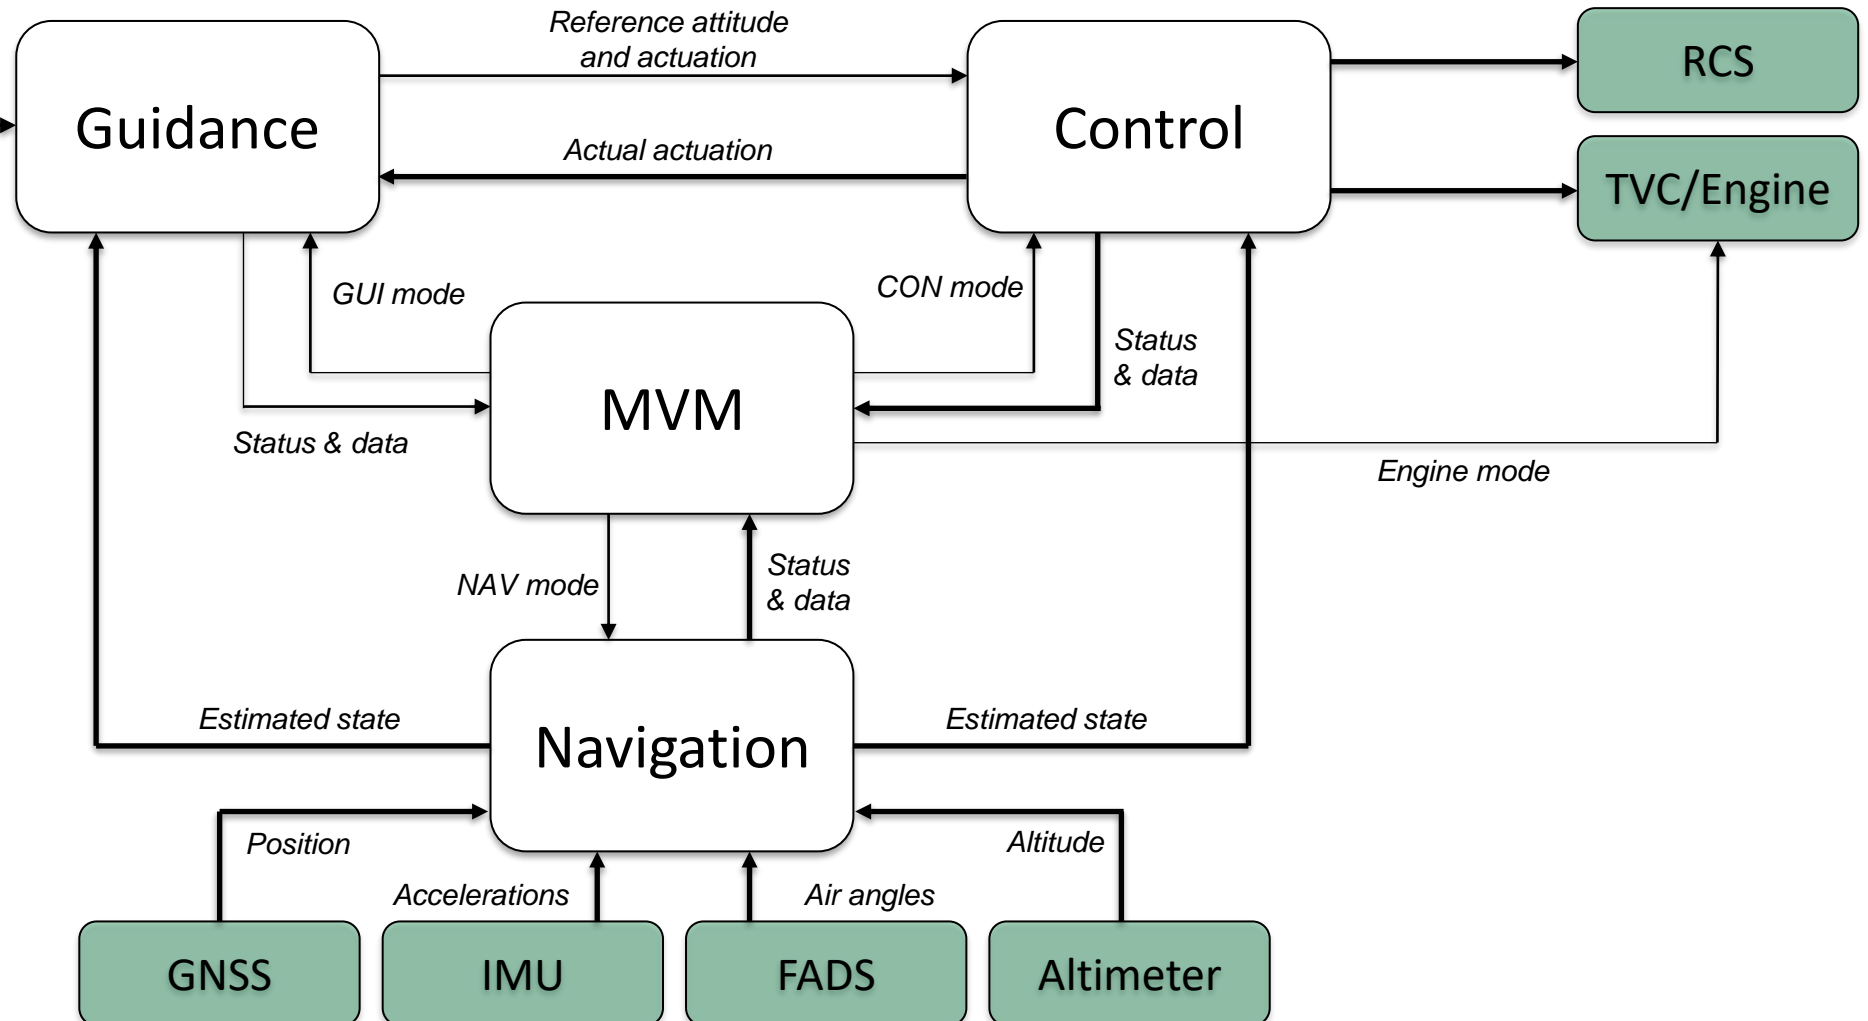 Reference attitude
and actuation
Guidance
Control
RCS
Actual actuation
TVC/Engine
GUI mode
CON mode
Status
& data
MVM
Status & data
Engine mode
NAV mode
Status
& data
Estimated state
Navigation
Estimated state
Position
Altitude
Accelerations
Air angles
GNSS
IMU
FADS
Altimeter